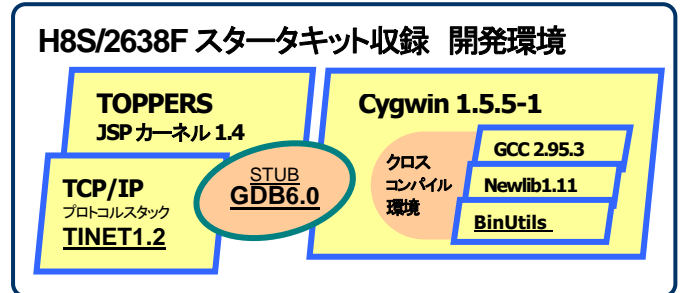 H8S/2638F スタータキット収録 開発環境
TOPPERS
JSP カーネル 1.4
TCP/IP
プロトコルスタック
TINET1.2
STUB
GDB6.0
Cygwin 1.5.5-1
クロス
コンパイル
環境
GCC 2.95.3
Newlib1.11
BinUtils